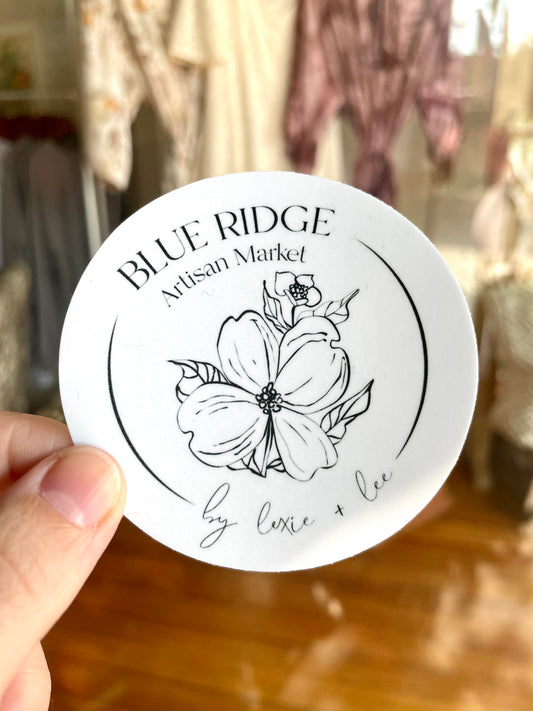 BLUE RIDGE
Artisan Market
by lexie + lee